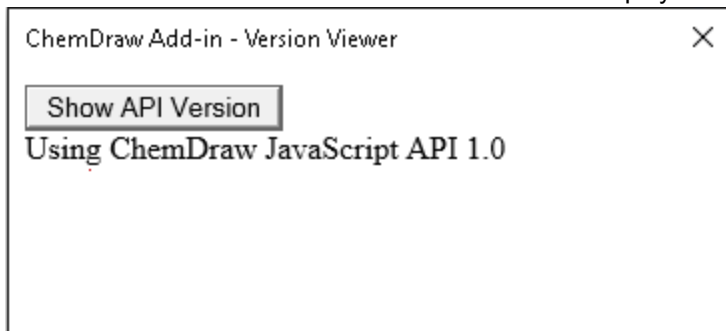 ChemDraw Add-in - Version Viewer
Show API Version
Using ChemDraw JavaScript API 1.0